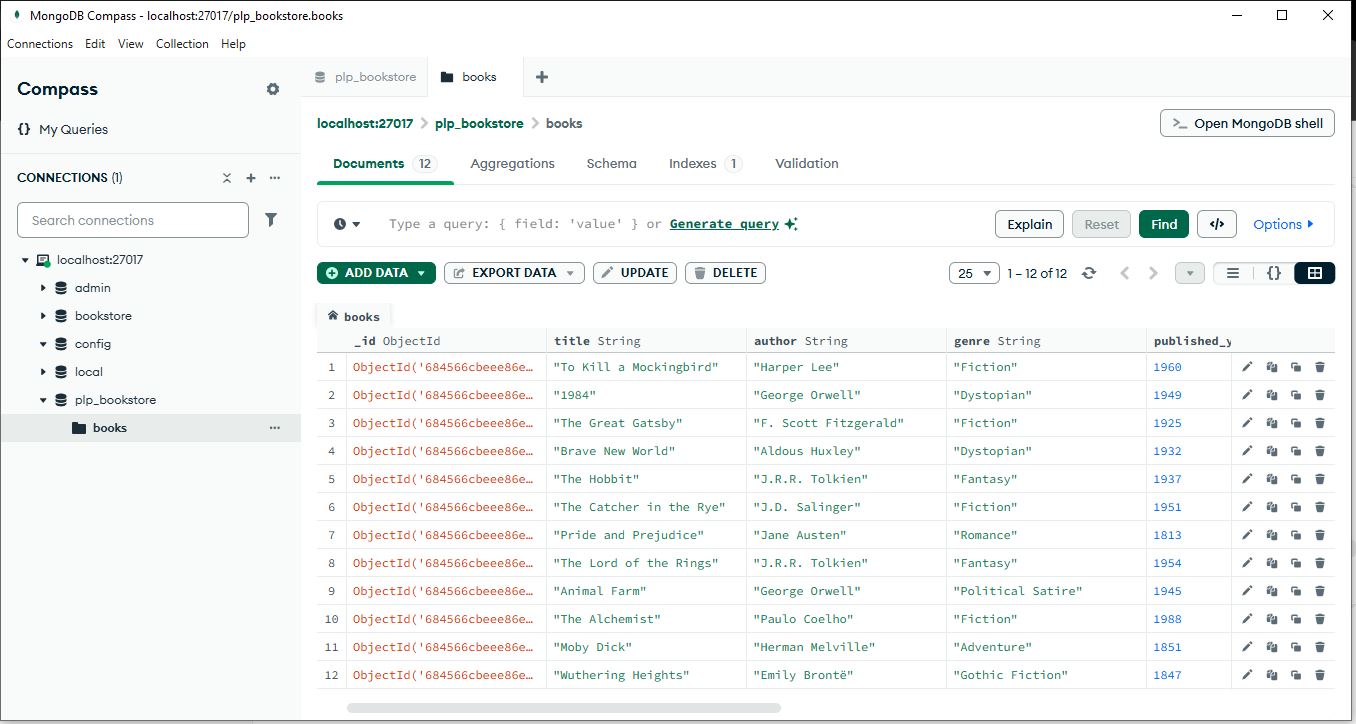 MongoDB Compass - localhost:27017/plp_bookstore.books
Connections Edit View Collection Help
Compass
My Queries
CONNECTIONS (1)
Search connections
localhost:27017
admin
bookstore
config
local
plp_bookstore
books
plp_bookstore books
localhost:27017 > plp_bookstore > books
>_ Open MongoDB shell
Documents 12 Aggregations Schema Indexes 1 Validation
Type a query: { field: 'value' } or Generate query
Explain Reset Find </> Options
ADD DATA EXPORT DATA UPDATE DELETE
25 1 – 12 of 12 {}
books
_id ObjectId title String author String genre String published_y
1 ObjectId('684566cbeee86e… "To Kill a Mockingbird" "Harper Lee" "Fiction" 1960
2 ObjectId('684566cbeee86e… "1984" "George Orwell" "Dystopian" 1949
3 ObjectId('684566cbeee86e… "The Great Gatsby" "F. Scott Fitzgerald" "Fiction" 1925
4 ObjectId('684566cbeee86e… "Brave New World" "Aldous Huxley" "Dystopian" 1932
5 ObjectId('684566cbeee86e… "The Hobbit" "J.R.R. Tolkien" "Fantasy" 1937
6 ObjectId('684566cbeee86e… "The Catcher in the Rye" "J.D. Salinger" "Fiction" 1951
7 ObjectId('684566cbeee86e… "Pride and Prejudice" "Jane Austen" "Romance" 1813
8 ObjectId('684566cbeee86e… "The Lord of the Rings" "J.R.R. Tolkien" "Fantasy" 1954
9 ObjectId('684566cbeee86e… "Animal Farm" "George Orwell" "Political Satire" 1945
10 ObjectId('684566cbeee86e… "The Alchemist" "Paulo Coelho" "Fiction" 1988
11 ObjectId('684566cbeee86e… "Moby Dick" "Herman Melville" "Adventure" 1851
12 ObjectId('684566cbeee86e… "Wuthering Heights" "Emily Brontë" "Gothic Fiction" 1847